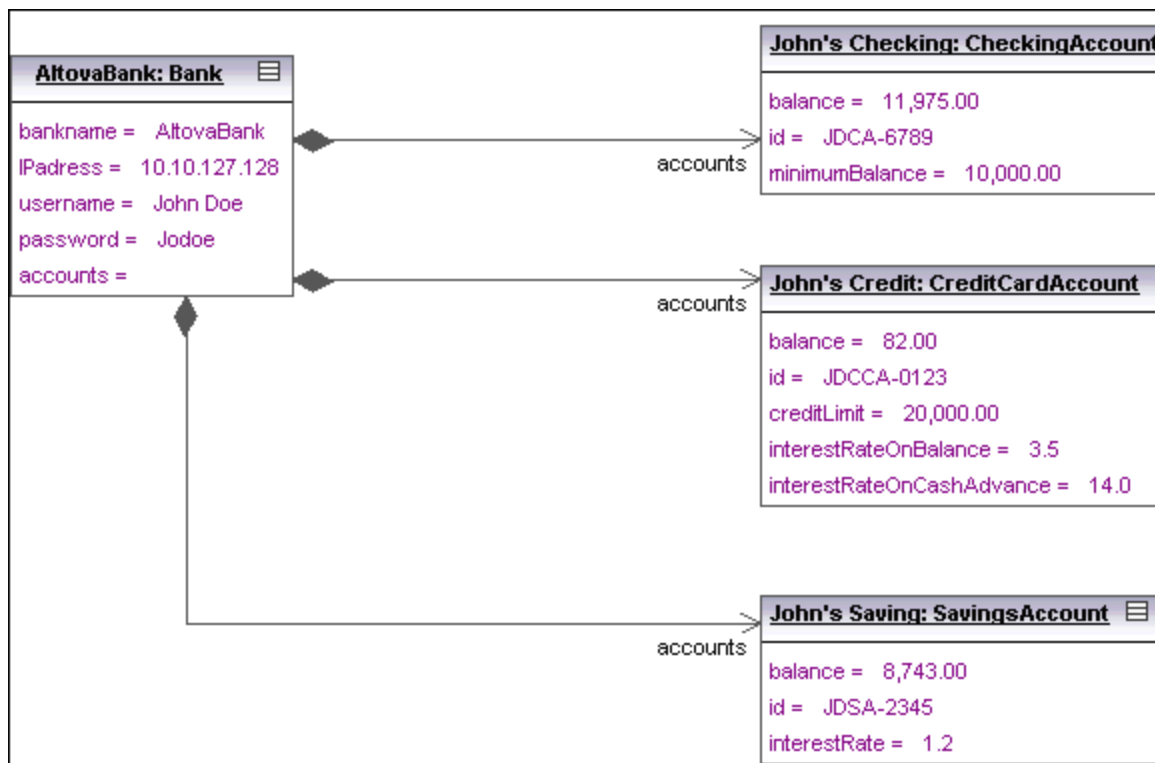 AltovaBank: Bank
bankname = AltovaBank
IPadress = 10.10.127.128
username = John Doe
password = Jodoe
accounts =
accounts
John's Checking: CheckingAccount
balance = 11,975.00
id = JDCA-6789
minimumBalance = 10,000.00
accounts
John's Credit: CreditCardAccount
balance = 82.00
id = JDCCA-0123
creditLimit = 20,000.00
interestRateOnBalance = 3.5
interestRateOnCashAdvance = 14.0
accounts
John's Saving: SavingsAccount
balance = 8,743.00
id = JDSA-2345
interestRate = 1.2